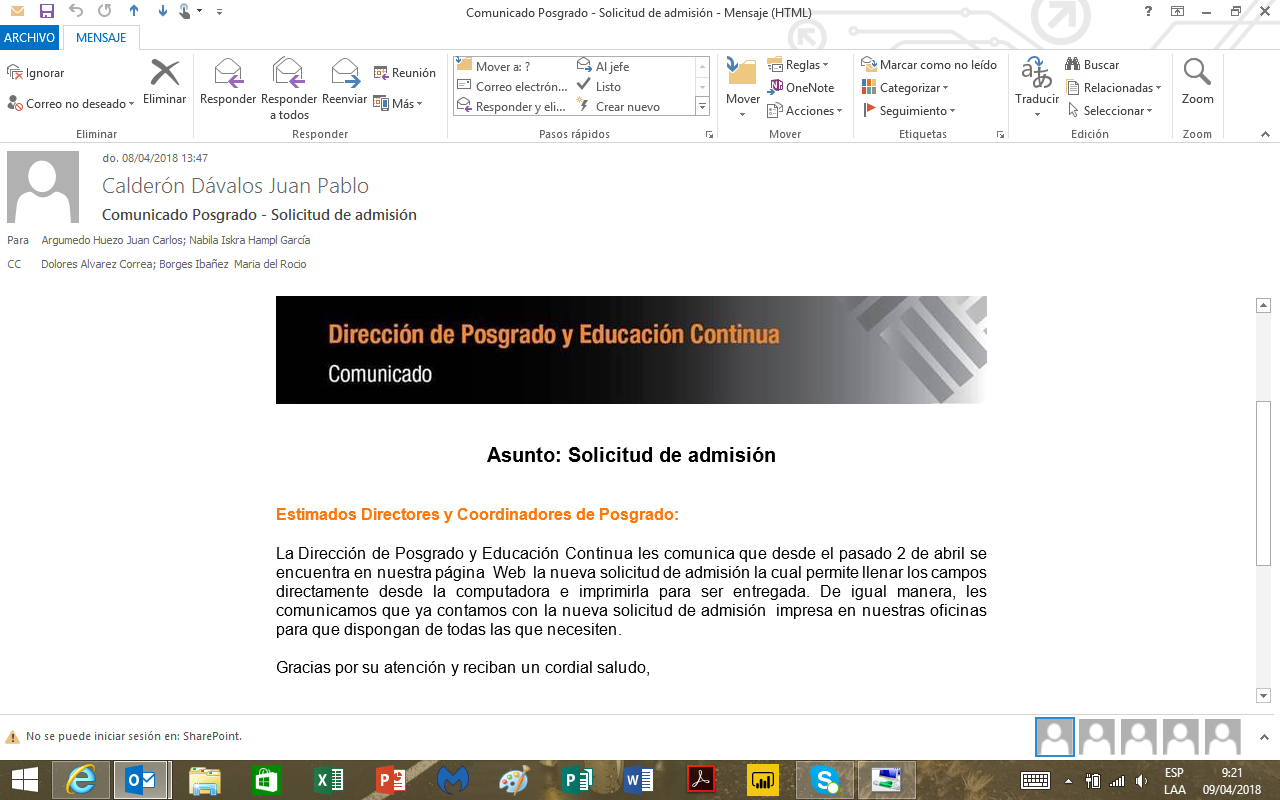 Comunicado Posgrado - Solicitud de admisión - Mensaje (HTML)
?
ARCHIVO
MENSAJE
Ignorar
Correo no deseado
Eliminar
Eliminar
Responder
Responder a todos
Reenviar
Reunión
Más
Responder
Mover a: ?
Correo electrón...
Responder y eli...
Al jefe
Listo
Crear nuevo
Pasos rápidos
Mover
Reglas
OneNote
Acciones
Mover
Marcar como no leído
Categorizar
Seguimiento
Etiquetas
Traducir
Buscar
Relacionadas
Seleccionar
Edición
Zoom
Zoom
do. 08/04/2018 13:47
Calderón Dávalos Juan Pablo
Comunicado Posgrado - Solicitud de admisión
Para Argumedo Huezo Juan Carlos; Nabila Iskra Hampl García
CC Dolores Alvarez Correa; Borges Ibañez Maria del Rocio
Dirección de Posgrado y Educación Continua
Comunicado
Asunto: Solicitud de admisión
Estimados Directores y Coordinadores de Posgrado:
La Dirección de Posgrado y Educación Continua les comunica que desde el pasado 2 de abril se
encuentra en nuestra página Web la nueva solicitud de admisión la cual permite llenar los campos
directamente desde la computadora e imprimirla para ser entregada. De igual manera, les
comunicamos que ya contamos con la nueva solicitud de admisión impresa en nuestras oficinas
para que dispongan de todas las que necesiten.
Gracias por su atención y reciban un cordial saludo,
No se puede iniciar sesión en: SharePoint.
ESP
LAA
9:21
09/04/2018